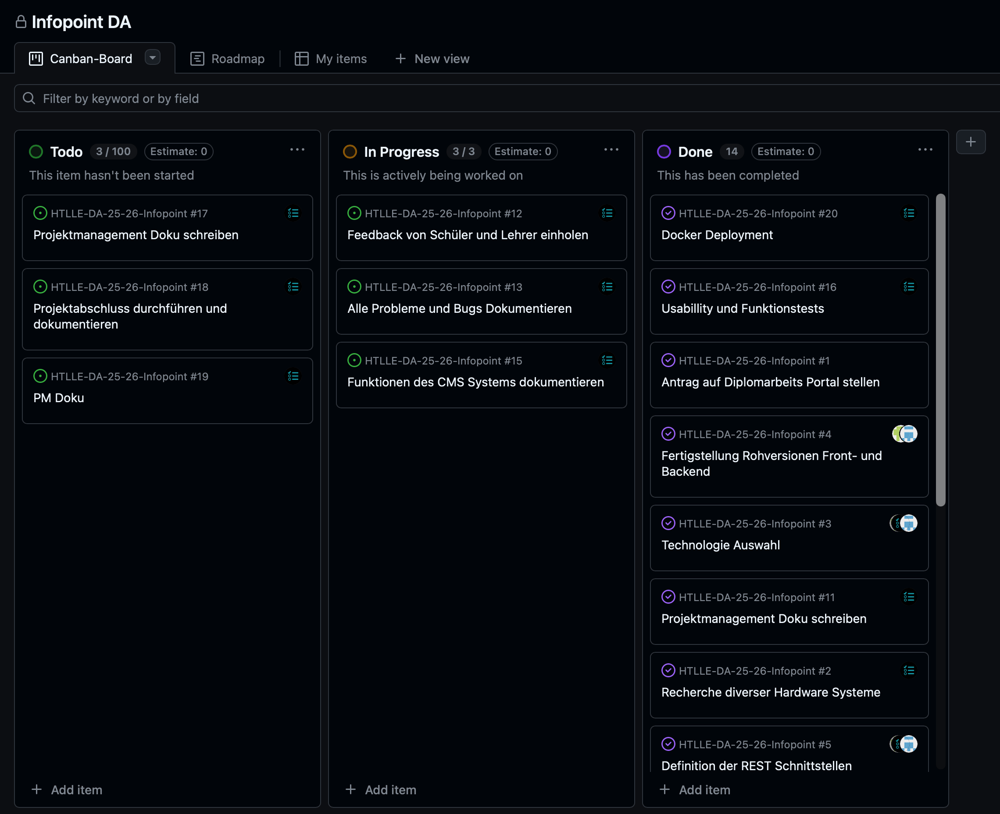 Infopoint DA
Canban-Board
Roadmap
My items
New view
Filter by keyword or by field
Todo 3 / 100 Estimate: 0
This item hasn't been started
HTLLE-DA-25-26-Infopoint #17
Projektmanagement Doku schreiben
HTLLE-DA-25-26-Infopoint #18
Projektabschluss durchführen und
dokumentieren
HTLLE-DA-25-26-Infopoint #19
PM Doku
Add item
In Progress 3 / 3 Estimate: 0
This is actively being worked on
HTLLE-DA-25-26-Infopoint #12
Feedback von Schüler und Lehrer einholen
HTLLE-DA-25-26-Infopoint #13
Alle Probleme und Bugs Dokumentieren
HTLLE-DA-25-26-Infopoint #15
Funktionen des CMS Systems dokumentieren
Add item
Done 14 Estimate: 0
This has been completed
HTLLE-DA-25-26-Infopoint #20
Docker Deployment
HTLLE-DA-25-26-Infopoint #16
Usabillity und Funktionstests
HTLLE-DA-25-26-Infopoint #1
Antrag auf Diplomarbeits Portal stellen
HTLLE-DA-25-26-Infopoint #4
Fertigstellung Rohversionen Front- und
Backend
HTLLE-DA-25-26-Infopoint #3
Technologie Auswahl
HTLLE-DA-25-26-Infopoint #11
Projektmanagement Doku schreiben
HTLLE-DA-25-26-Infopoint #2
Recherche diverser Hardware Systeme
HTLLE-DA-25-26-Infopoint #5
Definition der REST Schnittstellen
Add item